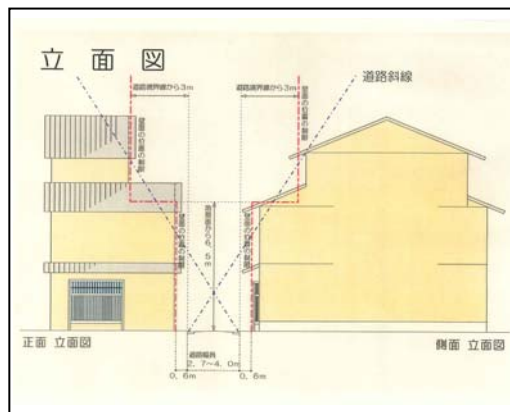 立面図
道路境界線から3m
道路境界線から3m
道路斜線
壁面の位置の制限
壁面の位置の制限
壁面の位置の制限
壁面の位置の制限
地盤面から6．5m
正面 立面図
道路幅員
2．7〜4．0m
0．6m
0．6m
側面 立面図